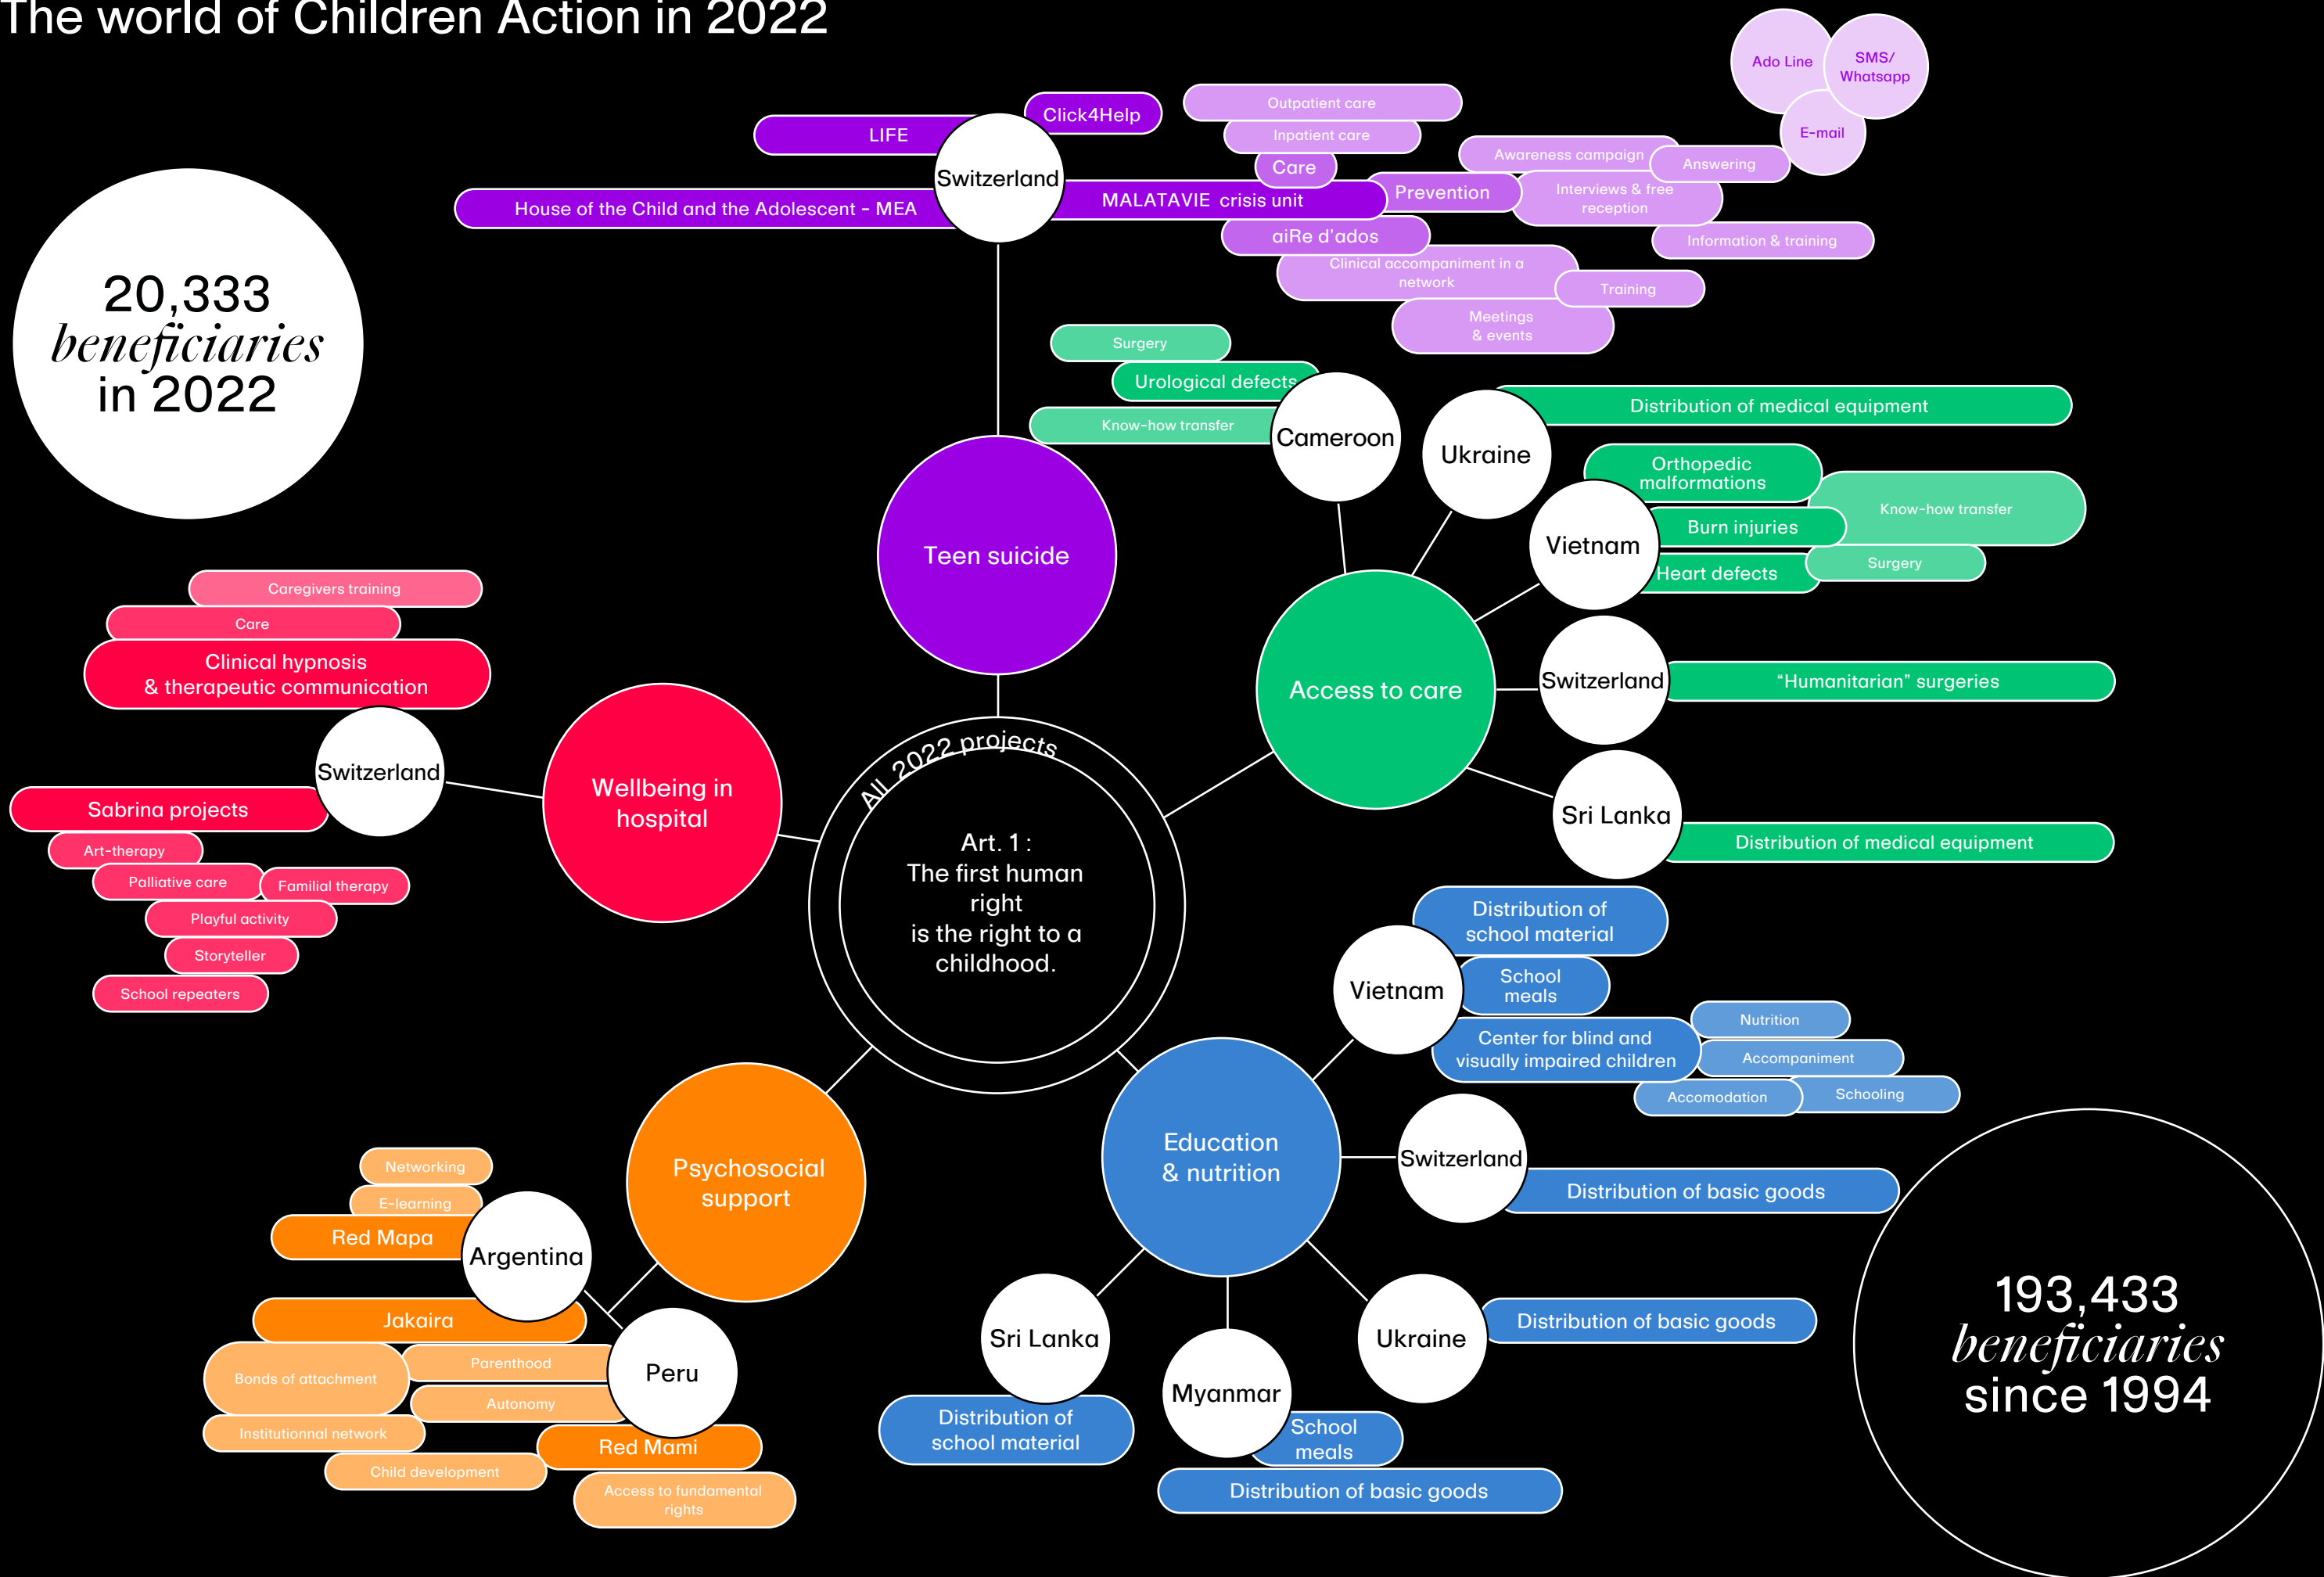 The world of Children Action in 2022
20,333
beneficiaries
in 2022
LIFE
Click4Help
Switzerland
House of the Child and the Adolescent - MEA
MALATAVIE crisis unit
Outpatient care
Inpatient care
Care
Prevention
Awareness campaign
Answering
Interviews & free
reception
Information & training
Ado Line
SMS/
Whatsapp
E-mail
aiRe d'ados
Clinical accompaniment in a
network
Training
Meetings
& events
Teen suicide
Surgery
Urological defects
Know-how transfer
Cameroon
Ukraine
Distribution of medical equipment
Orthopedic
malformations
Vietnam
Burn injuries
Know-how transfer
Heart defects
Surgery
Access to care
Switzerland
“Humanitarian” surgeries
Sri Lanka
Distribution of medical equipment
Caregivers training
Care
Clinical hypnosis
& therapeutic communication
Switzerland
Wellbeing in
hospital
Sabrina projects
Art-therapy
Palliative care
Familial therapy
Playful activity
Storyteller
School repeaters
All 2022 projects
Art. 1 :
The first human
right
is the right to a
childhood.
Distribution of
school material
Vietnam
School
meals
Center for blind and
visually impaired children
Nutrition
Accompaniment
Accomodation
Schooling
Education
& nutrition
Switzerland
Distribution of basic goods
Ukraine
Distribution of basic goods
Sri Lanka
Distribution of
school material
Myanmar
School
meals
Distribution of basic goods
Psychosocial
support
Networking
E-learning
Red Mapa
Argentina
Jakaira
Bonds of attachment
Parenthood
Autonomy
Institutionnal network
Child development
Peru
Red Mami
Access to fundamental
rights
193,433
beneficiaries
since 1994